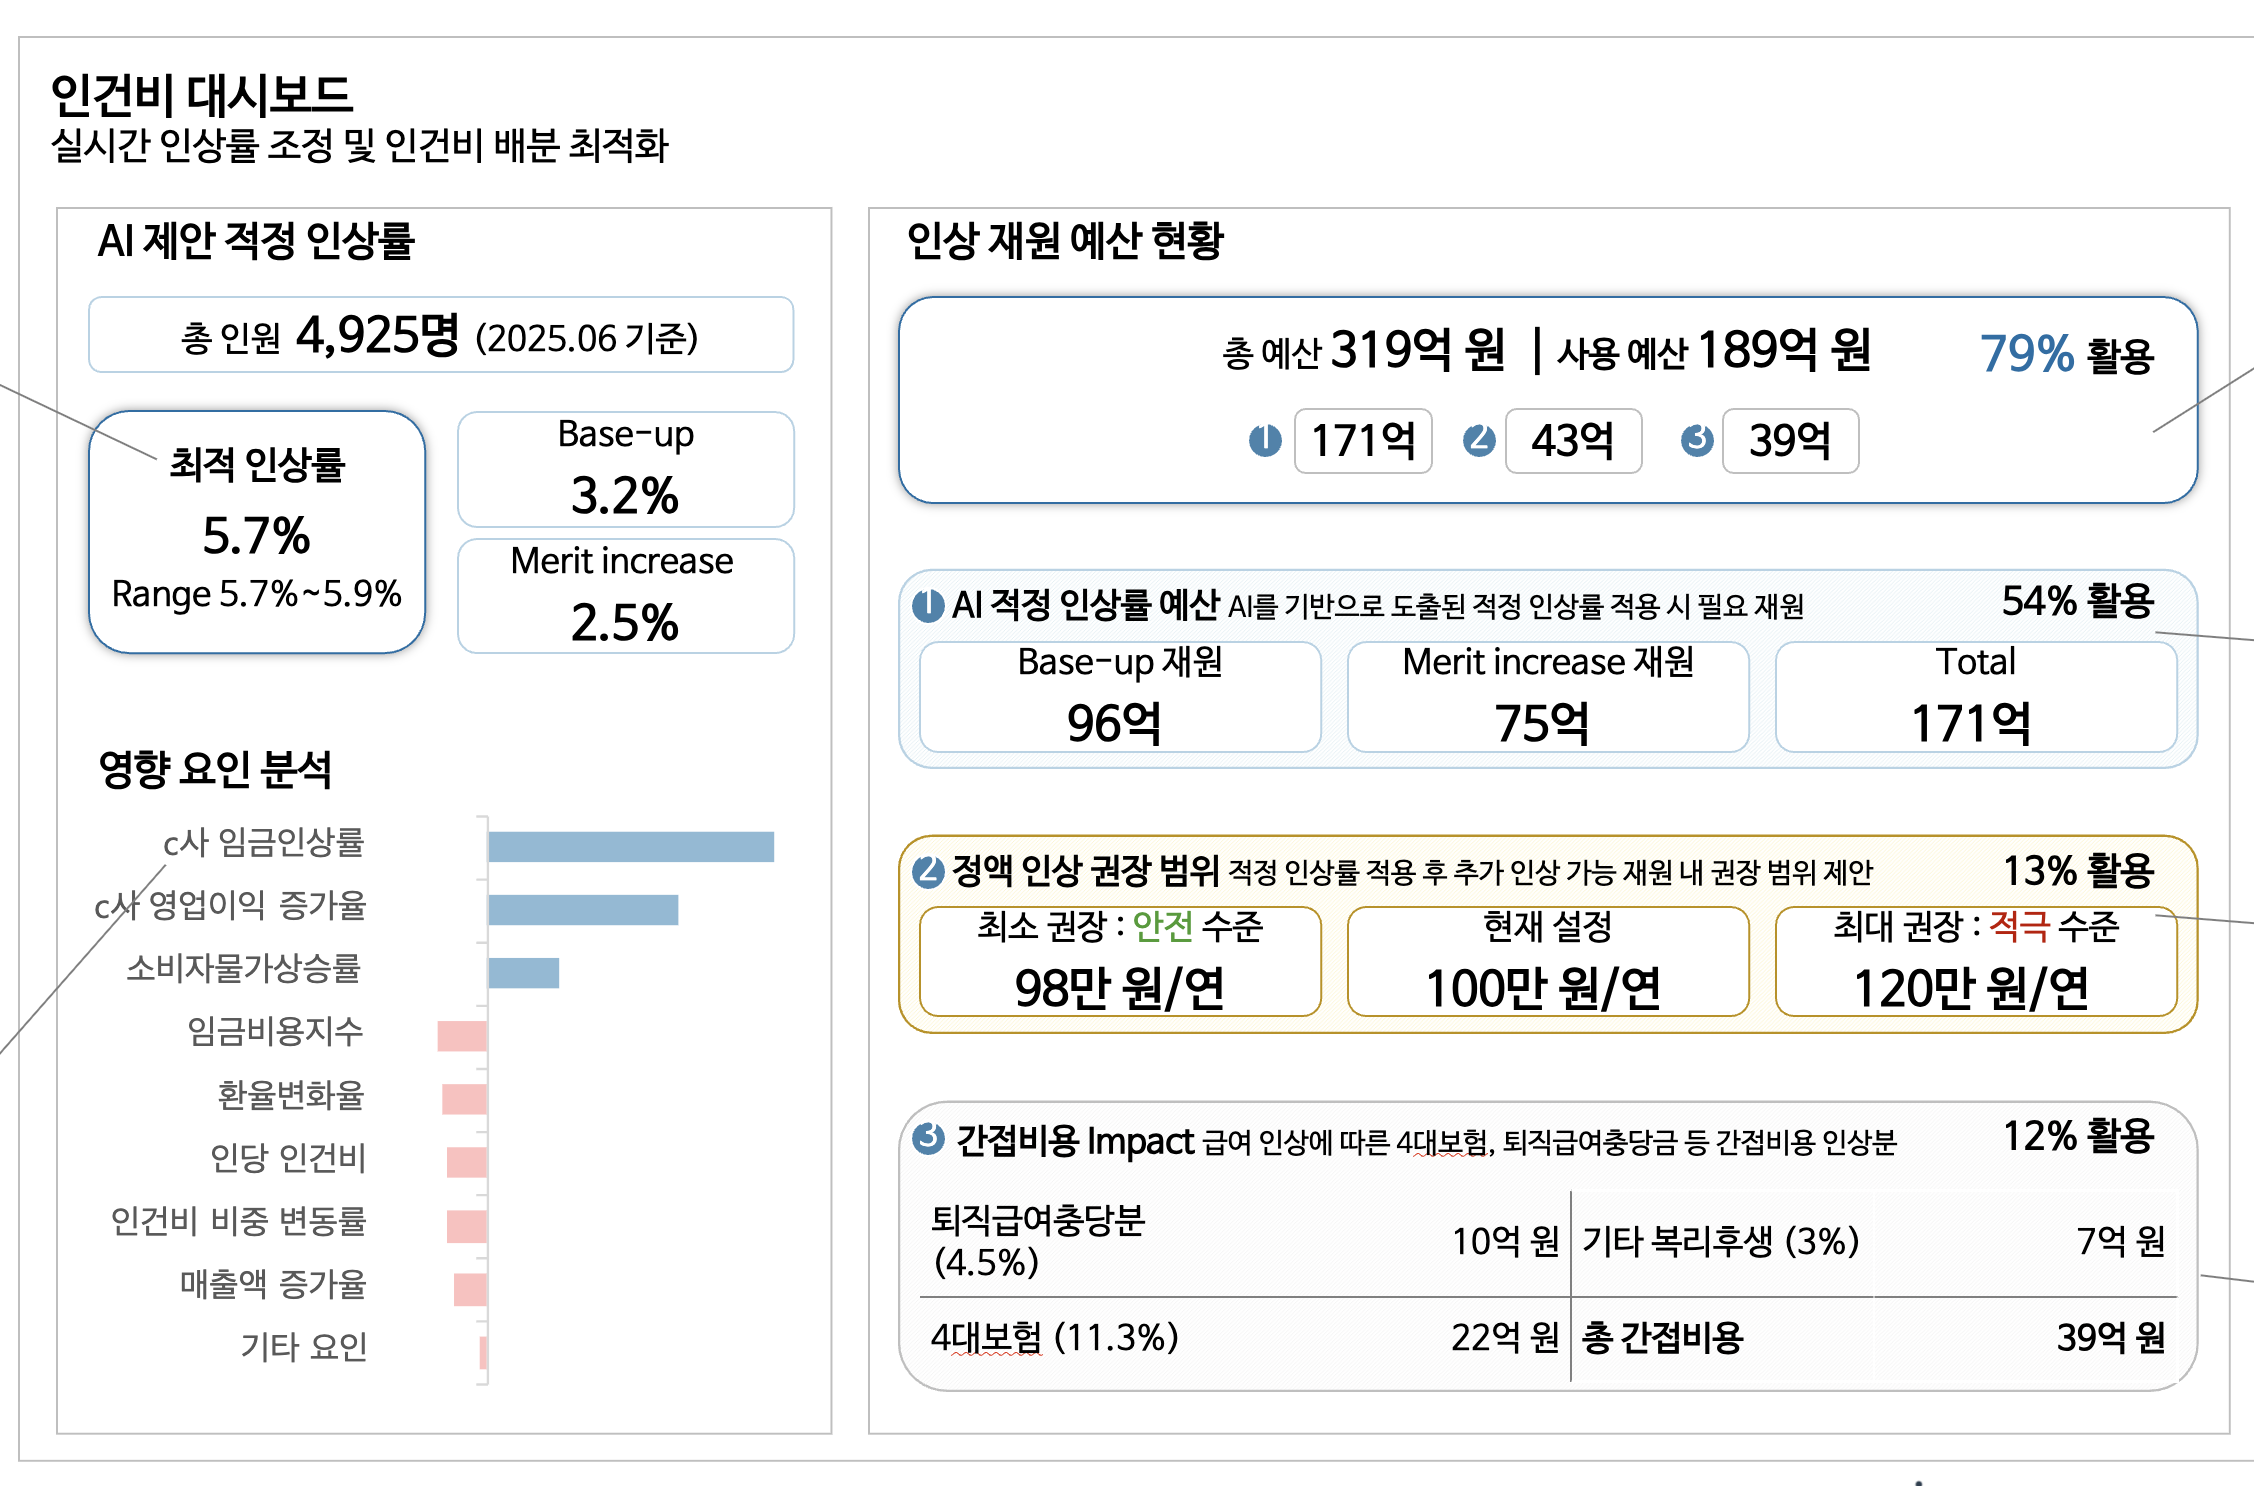 인건비 대시보드
실시간 인상률 조정 및 인건비 배분 최적화
AI 제안 적정 인상률
총 인원 4,925명 (2025.06 기준)
최적 인상률
5.7%
Range 5.7%~5.9%
Base-up
3.2%
Merit increase
2.5%
영향 요인 분석
c사 임금인상률
c사 영업이익 증가율
소비자물가상승률
임금비용지수
환율변화율
인당 인건비
인건비 비중 변동률
매출액 증가율
기타 요인
인상 재원 예산 현황
총 예산 319억 원 | 사용 예산 189억 원 79% 활용
1 171억 2 43억 3 39억
1 AI 적정 인상률 예산 AI를 기반으로 도출된 적정 인상률 적용 시 필요 재원 54% 활용
Base-up 재원
96억
Merit increase 재원
75억
Total
171억
2 정액 인상 권장 범위 적정 인상률 적용 후 추가 인상 가능 재원 내 권장 범위 제안 13% 활용
최소 권장 : 안전 수준
98만 원/연
현재 설정
100만 원/연
최대 권장 : 적극 수준
120만 원/연
3 간접비용 Impact 급여 인상에 따른 4대보험, 퇴직급여충당금 등 간접비용 인상분 12% 활용
퇴직급여충당분
(4.5%)
10억 원
기타 복리후생 (3%)
7억 원
4대보험 (11.3%)
22억 원
총 간접비용
39억 원